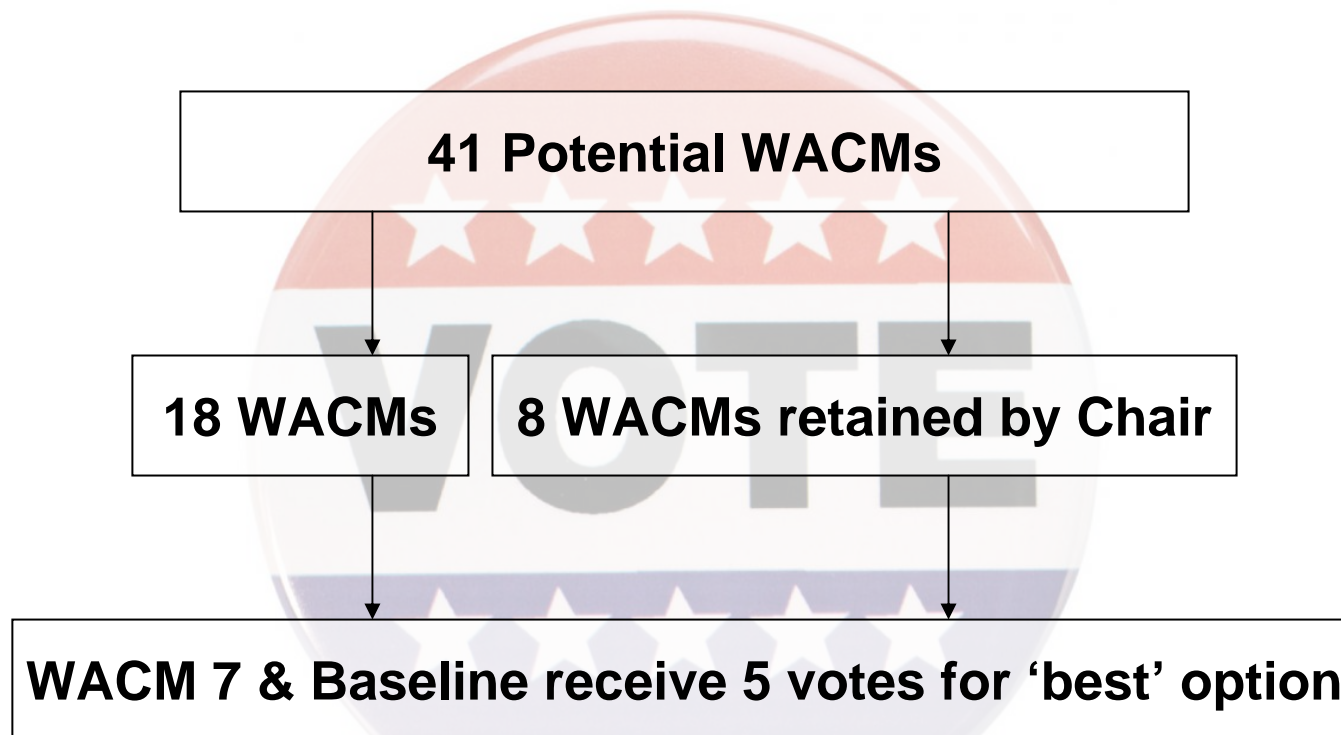 41 Potential WACMs
VOTE
18 WACMs
8 WACMs retained by Chair
WACM 7 & Baseline receive 5 votes for ‘best’ option